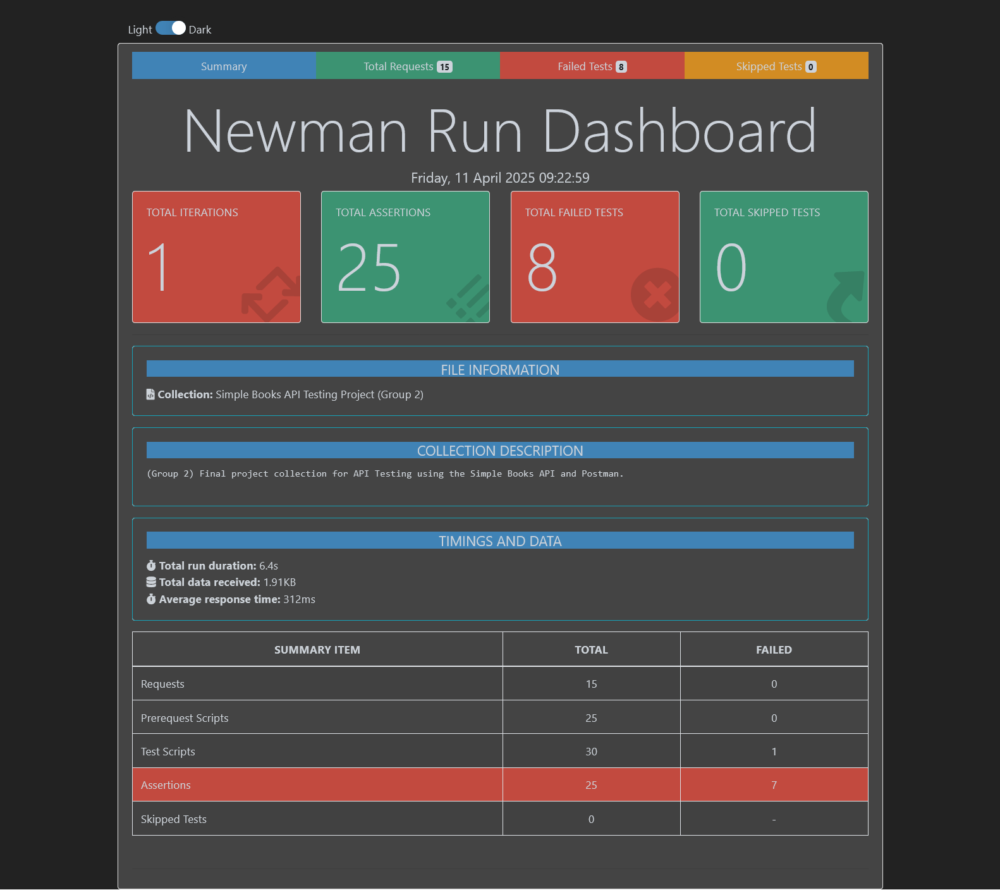 Light Dark
Summary Total Requests 15 Failed Tests 8 Skipped Tests 0
Newman Run Dashboard
Friday, 11 April 2025 09:22:59
TOTAL ITERATIONS TOTAL ASSERTIONS TOTAL FAILED TESTS TOTAL SKIPPED TESTS
1 25 8 0
FILE INFORMATION
Collection: Simple Books API Testing Project (Group 2)
COLLECTION DESCRIPTION
(Group 2) Final project collection for API Testing using the Simple Books API and Postman.
TIMINGS AND DATA
Total run duration: 6.4s
Total data received: 1.91KB
Average response time: 312ms
SUMMARY ITEM TOTAL FAILED
Requests 15 0
Prerequest Scripts 25 0
Test Scripts 30 1
Assertions 25 7
Skipped Tests 0 -